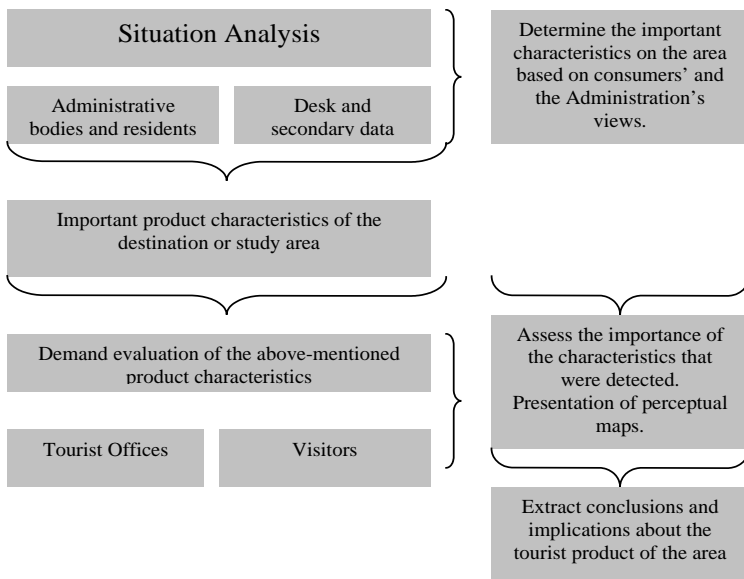 Situation Analysis
Administrative
bodies and residents
Desk and
secondary data
Determine the important
characteristics on the area
based on consumers’ and
the Administration’s
views.
Important product characteristics of the
destination or study area
Demand evaluation of the above-mentioned
product characteristics
Tourist Offices
Visitors
Assess the importance of
the characteristics that
were detected.
Presentation of perceptual
maps.
Extract conclusions and
implications about the
tourist product of the area